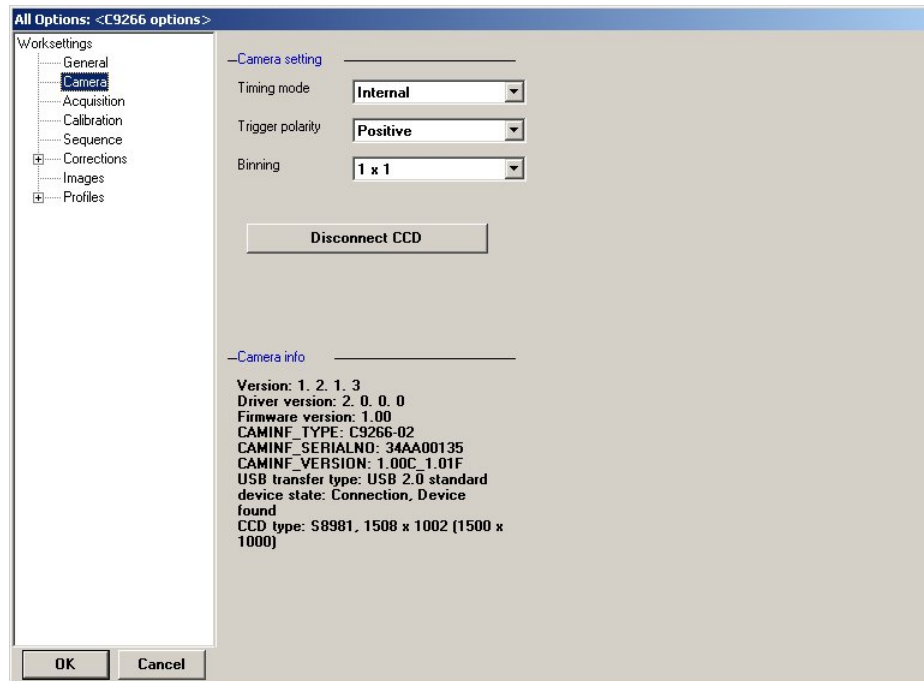 All Options: <C9266 options>
Worksettings
General
Camera
Acquisition
Calibration
Sequence
Corrections
Images
Profiles
Camera setting
Timing mode
Internal
Trigger polarity
Positive
Binning
1 x 1
Disconnect CCD
Camera info
Version: 1. 2. 1. 3
Driver version: 2. 0. 0. 0
Firmware version: 1.00
CAMINF_TYPE: C9266-02
CAMINF_SERIALNO: 34AA00135
CAMINF_VERSION: 1.00C_1.01F
USB transfer type: USB 2.0 standard
device state: Connection, Device
found
CCD type: S8981, 1508 x 1002 (1500 x
1000)
OK
Cancel